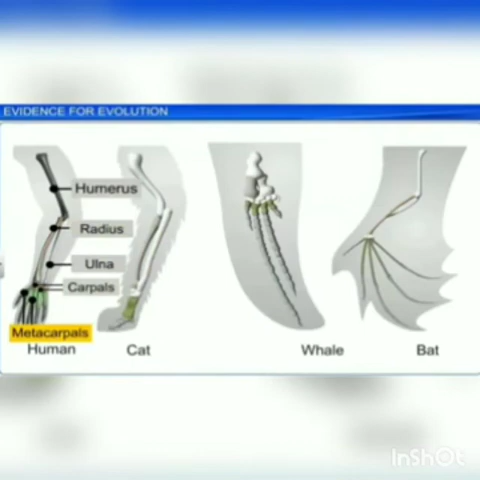 EVIDENCE FOR EVOLUTION
Humerus
Radius
Ulna
Carpals
Metacarpals
Human
Cat
Whale
Bat
InShOt